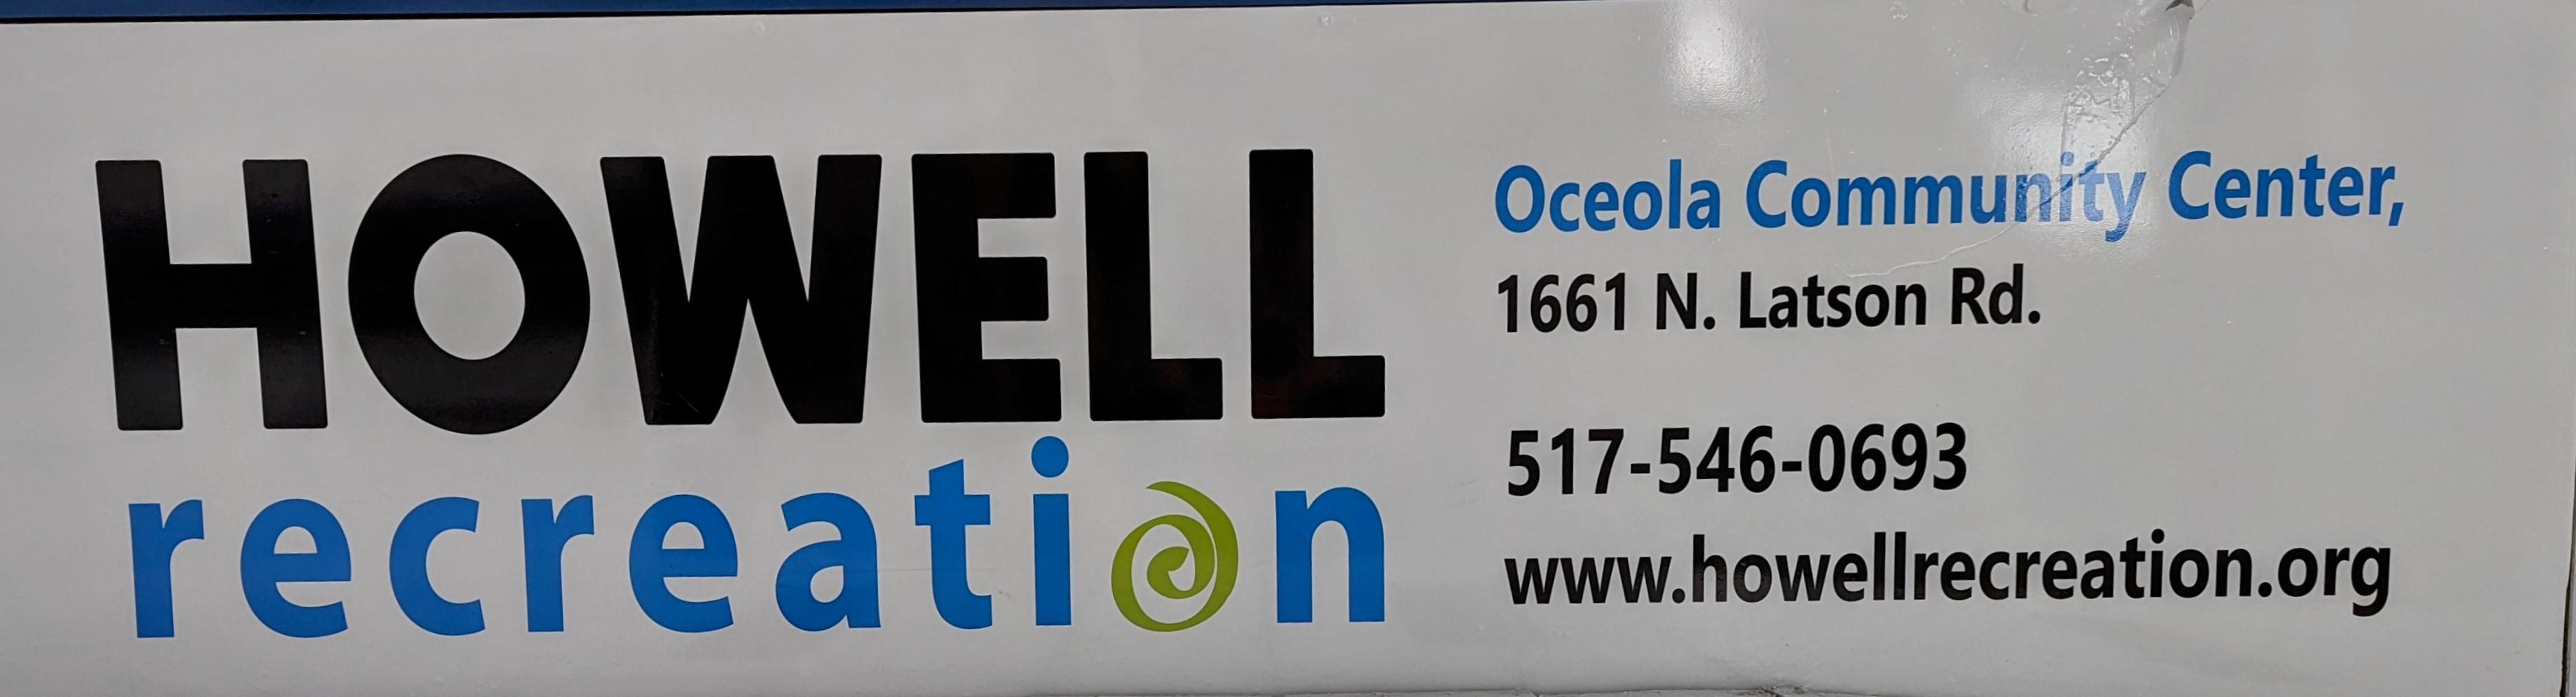 HOWELL
recreation
Oceola Community Center,
1661 N. Latson Rd.
517-546-0693
www.howellrecreation.org